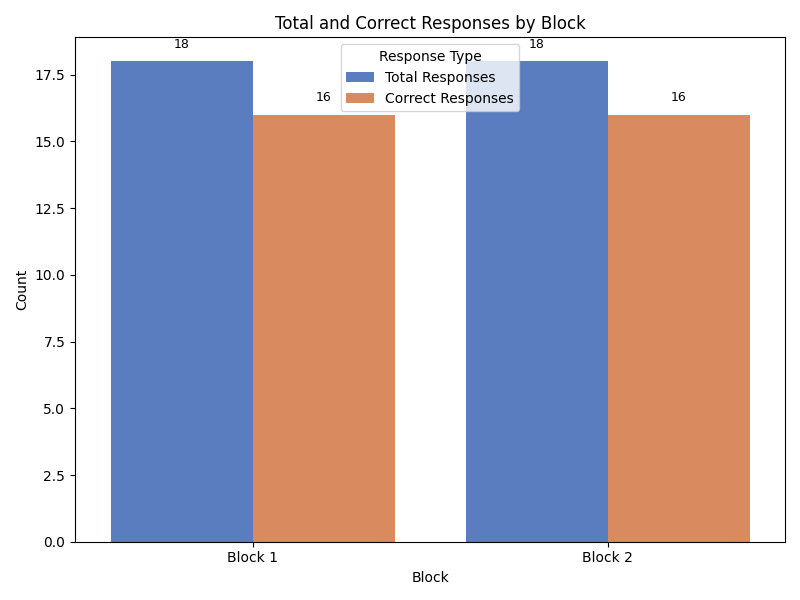 Total and Correct Responses by Block
18
18
Response Type
Total Responses
Correct Responses
16
16
17.5
15.0
12.5
10.0
7.5
5.0
2.5
0.0
Count
Block 1
Block 2
Block